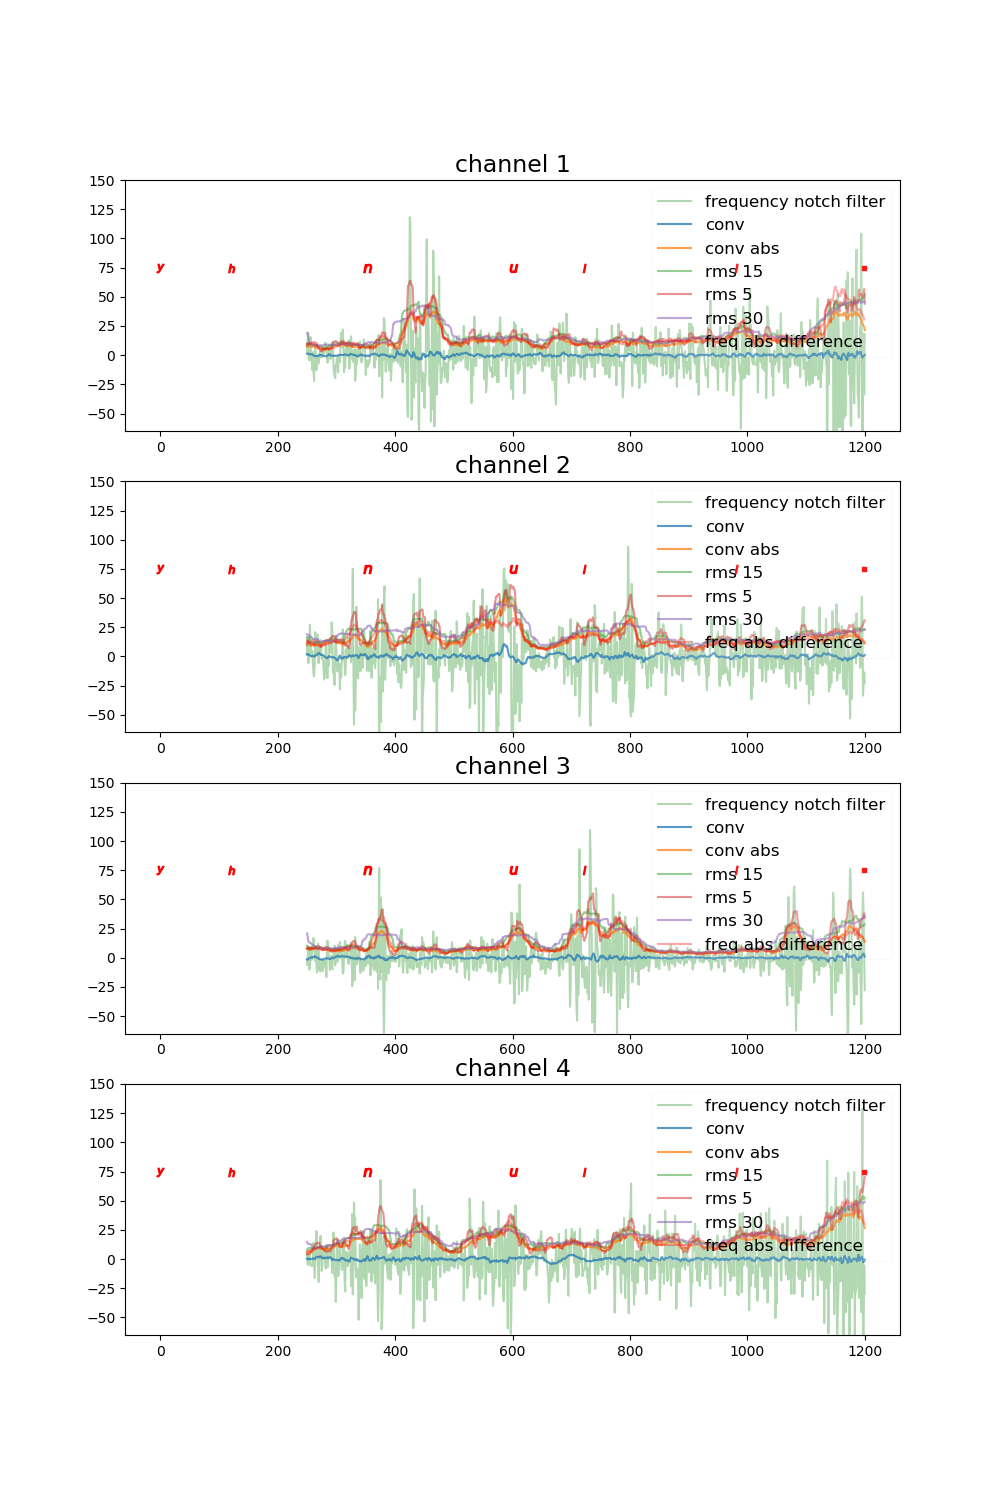 channel 1
150
125
100
75
50
25
0
−25
−50
frequency notch filter
conv
conv abs
rms 15
rms 5
rms 30
freq abs difference
y h n u l l .
0 200 400 600 800 1000 1200
channel 2
150
125
100
75
50
25
0
−25
−50
frequency notch filter
conv
conv abs
rms 15
rms 5
rms 30
freq abs difference
y h n u l l .
0 200 400 600 800 1000 1200
channel 3
150
125
100
75
50
25
0
−25
−50
frequency notch filter
conv
conv abs
rms 15
rms 5
rms 30
freq abs difference
y h n u l l .
0 200 400 600 800 1000 1200
channel 4
150
125
100
75
50
25
0
−25
−50
frequency notch filter
conv
conv abs
rms 15
rms 5
rms 30
freq abs difference
y h n u l l .
0 200 400 600 800 1000 1200